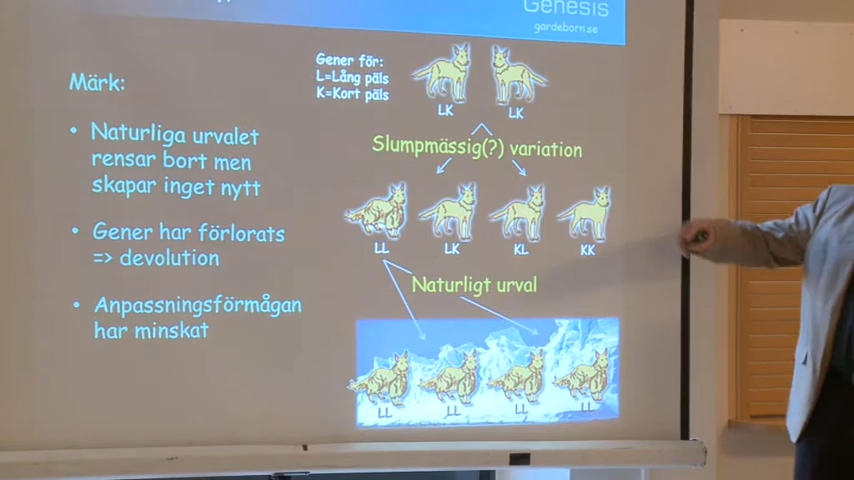 Genesis
gardeborn.se
Märk:
• Naturliga urvalet
rensar bort men
skapar inget nytt
• Gener har förlorats
=> devolution
• Anpassningsförmågan
har minskat
Gener för:
L=Lång päls
K=Kort päls
LK
LK
Slumpmässig(?) variation
LL
LK
KL
KK
Naturligt urval
LL
LL
LL
LL